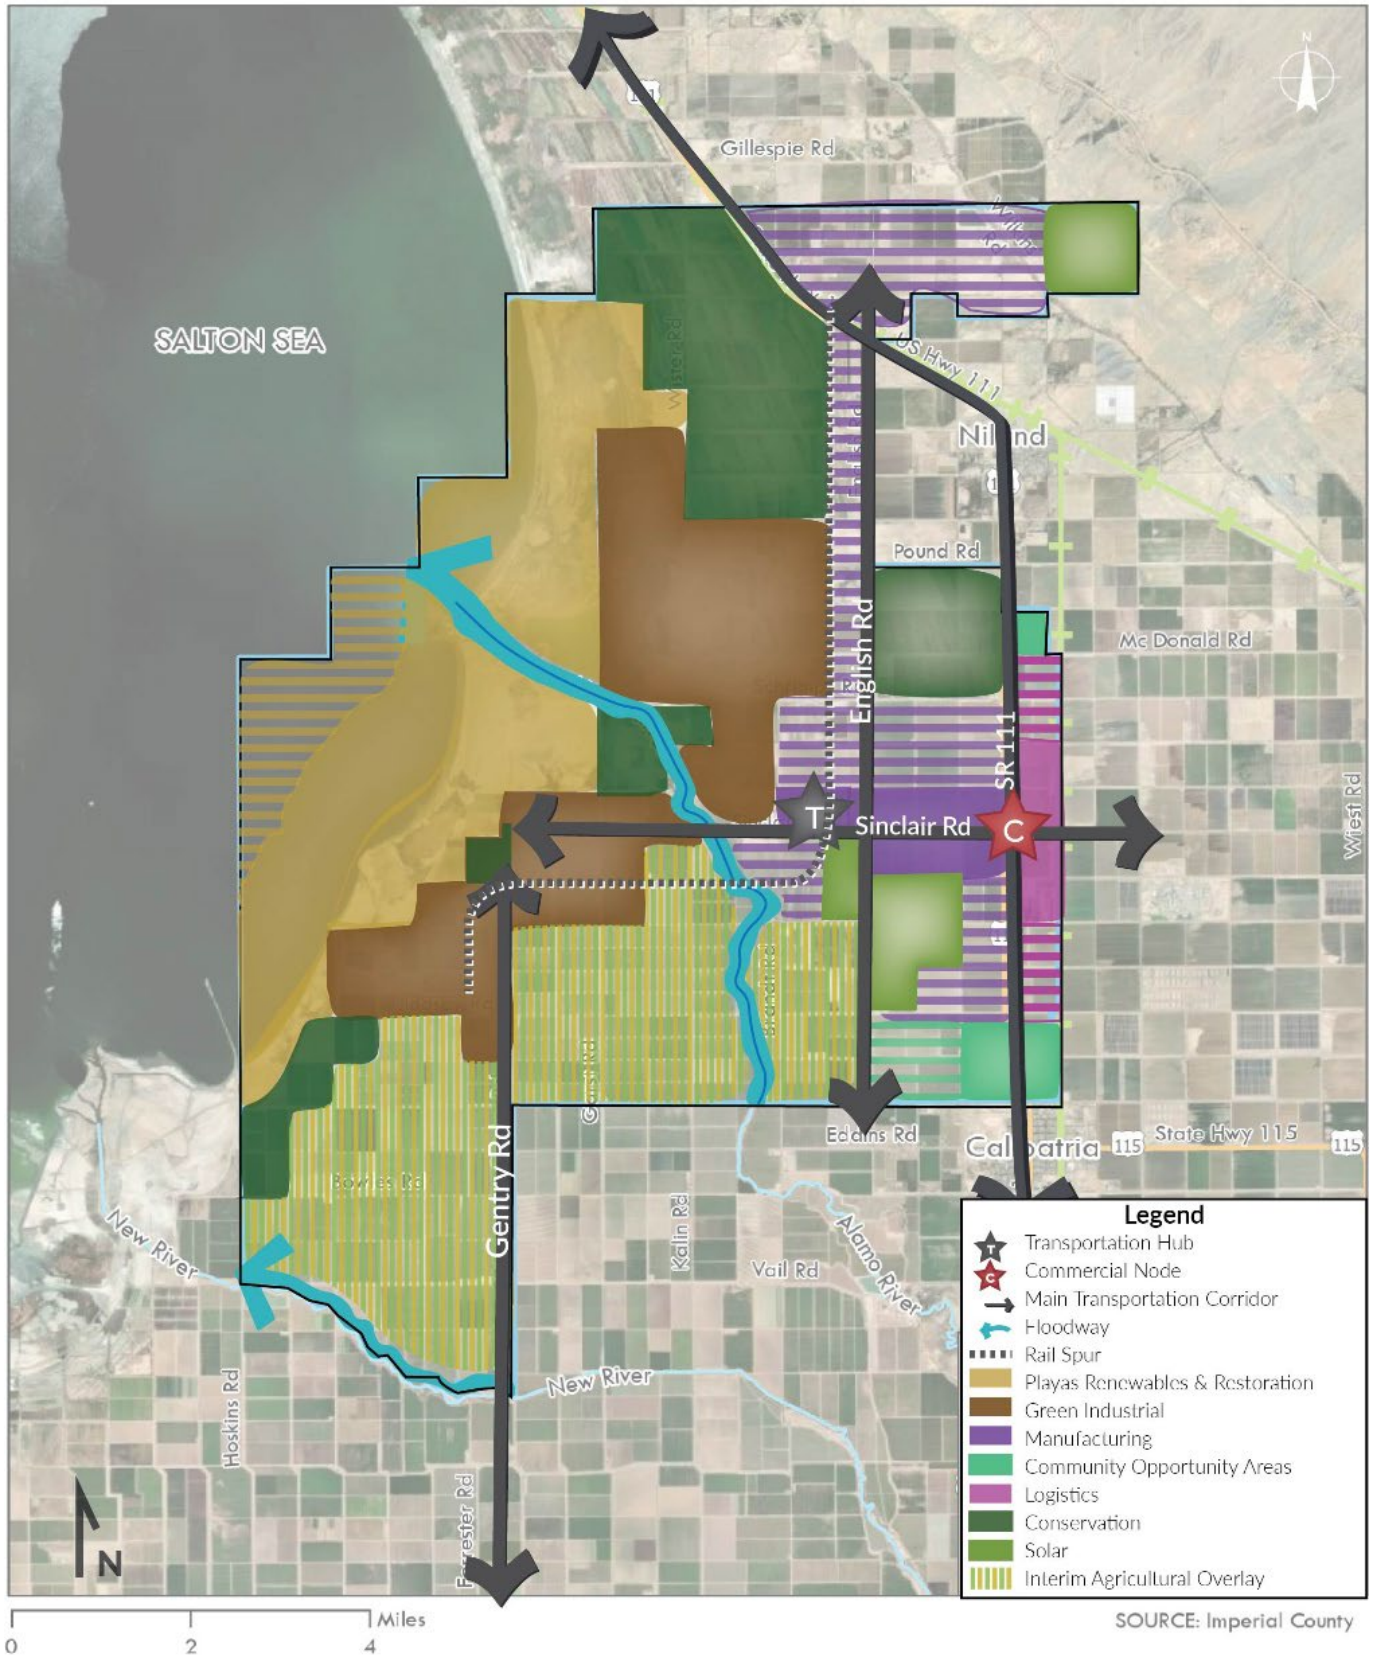 N
Gillespie Rd
SALTON SEA
US Hwy 111
Niland
Pound Rd
English Rd
Mc Donald Rd
SR 111
T
Sinclair Rd
C
Wiest Rd
Gentry Rd
Eddins Rd
Calipatria
115
State Hwy 115
115
Bowles Rd
New River
Kalin Rd
Vail Rd
Alamo River
New River
Hoskins Rd
Forrester Rd
N
Legend
T Transportation Hub
C Commercial Node
Main Transportation Corridor
Floodway
Rail Spur
Playas Renewables & Restoration
Green Industrial
Manufacturing
Community Opportunity Areas
Logistics
Conservation
Solar
Interim Agricultural Overlay
Miles
0 2 4
SOURCE: Imperial County